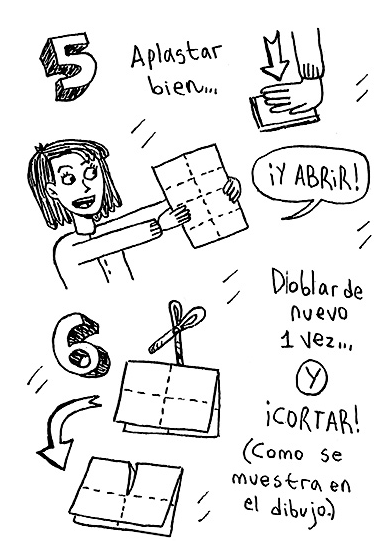 5
Aplastar
bien...
¡Y ABRIR!
6
Dioblar de
nuevo
1 vez...
Y
¡CORTAR!
(Como se
muestra en
el dibujo.)